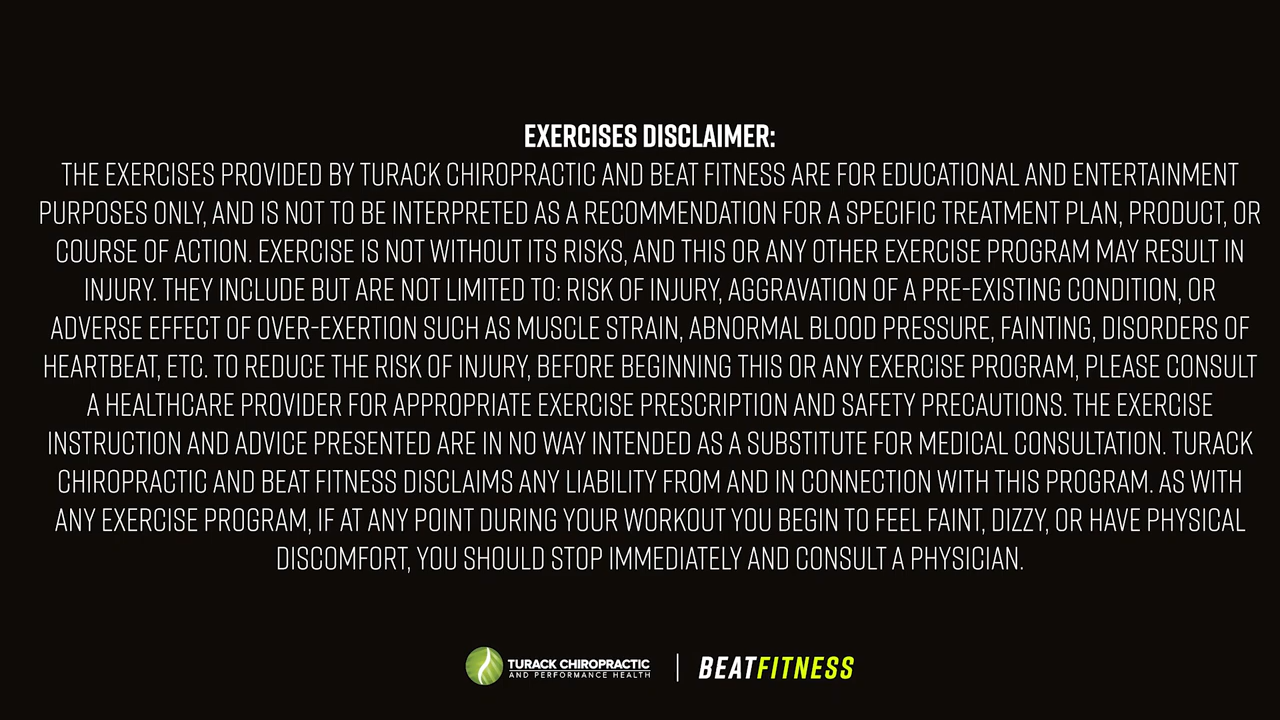 EXERCISES DISCLAIMER:
THE EXERCISES PROVIDED BY TURACK CHIROPRACTIC AND BEAT FITNESS ARE FOR EDUCATIONAL AND ENTERTAINMENT
PURPOSES ONLY, AND IS NOT TO BE INTERPRETED AS A RECOMMENDATION FOR A SPECIFIC TREATMENT PLAN, PRODUCT, OR
COURSE OF ACTION. EXERCISE IS NOT WITHOUT ITS RISKS, AND THIS OR ANY OTHER EXERCISE PROGRAM MAY RESULT IN
INJURY. THEY INCLUDE BUT ARE NOT LIMITED TO: RISK OF INJURY, AGGRAVATION OF A PRE-EXISTING CONDITION, OR
ADVERSE EFFECT OF OVER-EXERTION SUCH AS MUSCLE STRAIN, ABNORMAL BLOOD PRESSURE, FAINTING, DISORDERS OF
HEARTBEAT, ETC. TO REDUCE THE RISK OF INJURY, BEFORE BEGINNING THIS OR ANY EXERCISE PROGRAM, PLEASE CONSULT
A HEALTHCARE PROVIDER FOR APPROPRIATE EXERCISE PRESCRIPTION AND SAFETY PRECAUTIONS. THE EXERCISE
INSTRUCTION AND ADVICE PRESENTED ARE IN NO WAY INTENDED AS A SUBSTITUTE FOR MEDICAL CONSULTATION. TURACK
CHIROPRACTIC AND BEAT FITNESS DISCLAIMS ANY LIABILITY FROM AND IN CONNECTION WITH THIS PROGRAM. AS WITH
ANY EXERCISE PROGRAM, IF AT ANY POINT DURING YOUR WORKOUT YOU BEGIN TO FEEL FAINT, DIZZY, OR HAVE PHYSICAL
DISCOMFORT, YOU SHOULD STOP IMMEDIATELY AND CONSULT A PHYSICIAN.
TURACK CHIROPRACTIC
AND PERFORMANCE HEALTH
BEATFITNESS